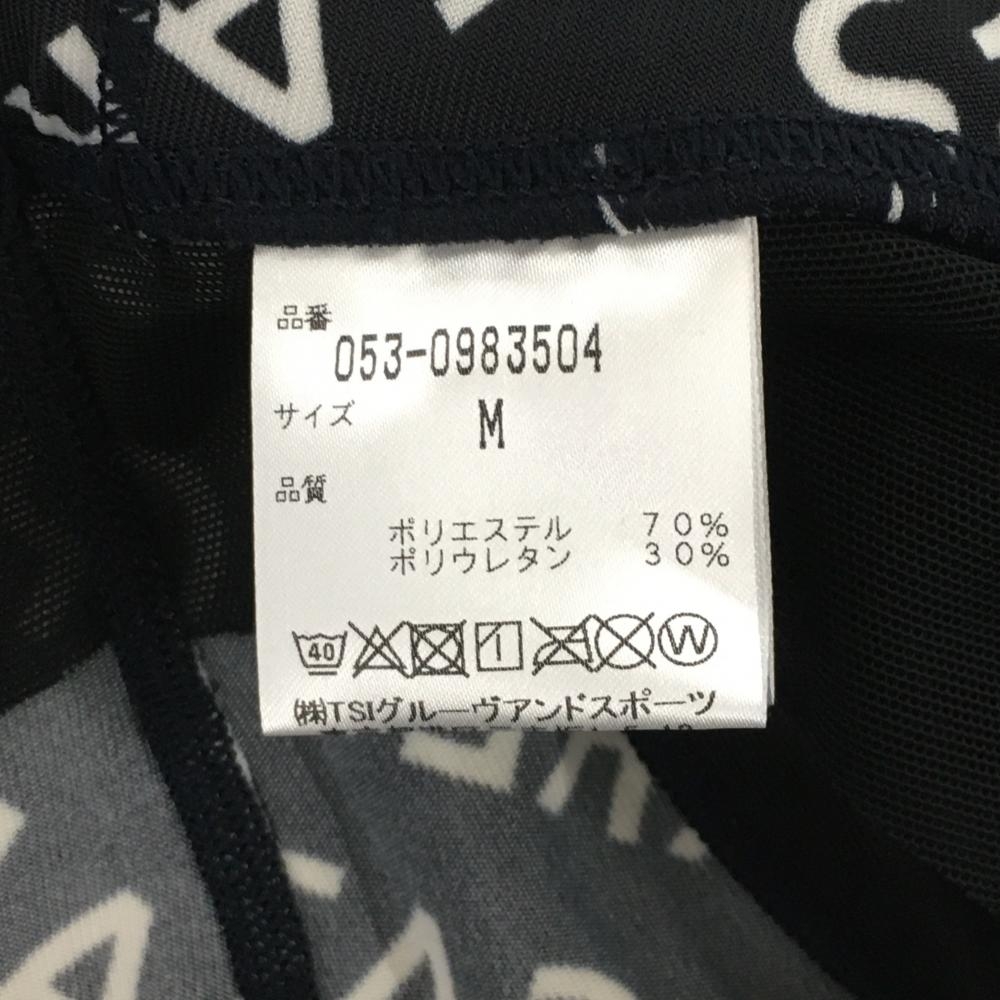 品番
053-0983504
サイズ
M
品質
ポリエステル 70%
ポリウレタン 30%
40 W
㈱TSIグルーヴアンドスポーツ